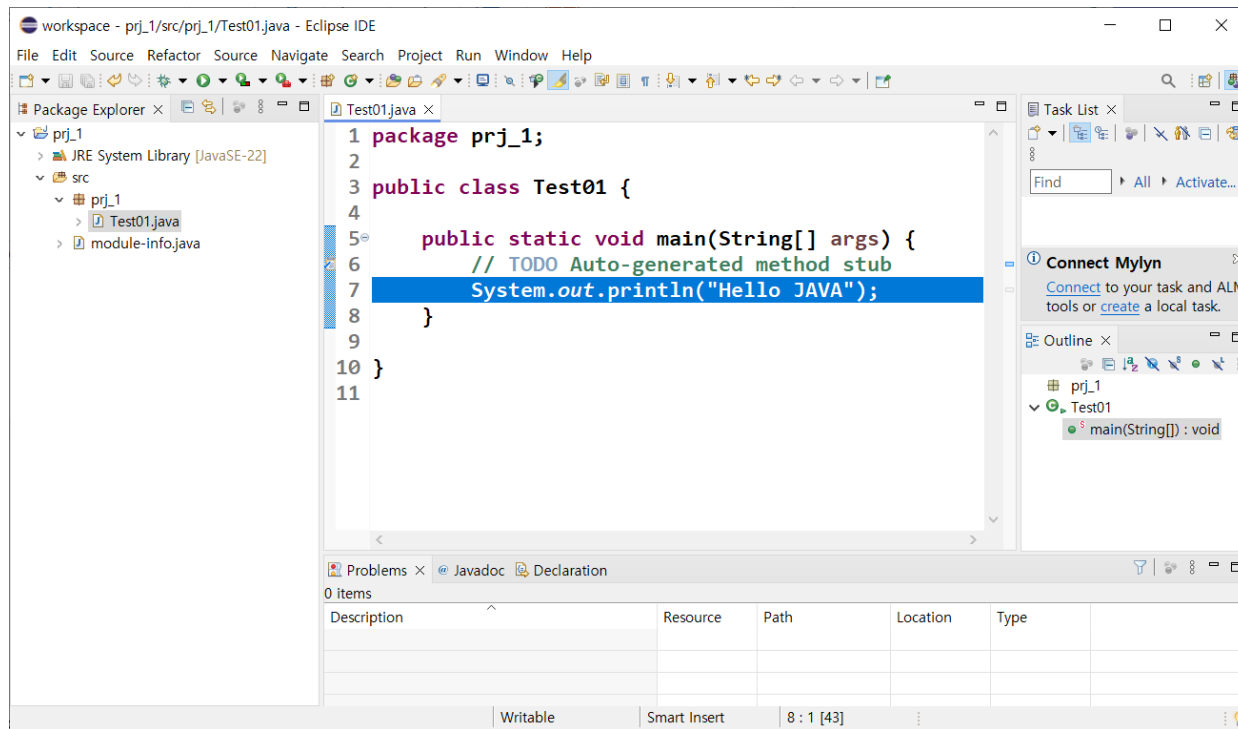 workspace - prj_1/src/prj_1/Test01.java - Eclipse IDE
File Edit Source Refactor Source Navigate Search Project Run Window Help
Package Explorer
prj_1
JRE System Library [JavaSE-22]
src
prj_1
Test01.java
module-info.java
Test01.java
1 package prj_1;
2
3 public class Test01 {
4
5 public static void main(String[] args) {
6 // TODO Auto-generated method stub
7 System.out.println("Hello JAVA");
8 }
9
10 }
11
Task List
Find All Activate...
Connect Mylyn
Connect to your task and ALM
tools or create a local task.
Outline
prj_1
Test01
main(String[]) : void
Problems Javadoc Declaration
0 items
Description Resource Path Location Type
Writable Smart Insert 8 : 1 [43]